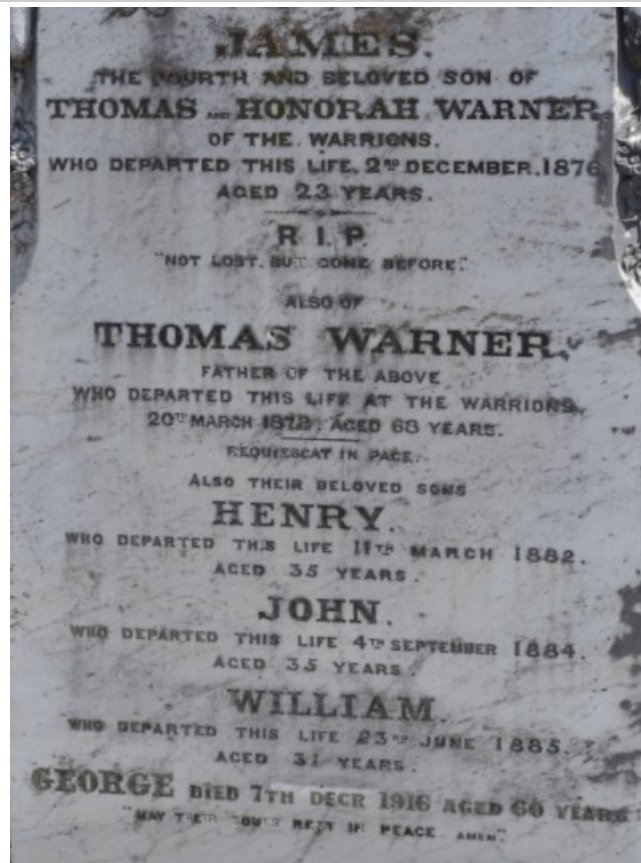 JAMES.
THE FOURTH AND BELOVED SON OF
THOMAS AND HONORAH WARNER
OF THE WARRIONS.
WHO DEPARTED THIS LIFE. 2ND DECEMBER. 1876
AGED 23 YEARS.
R.I.P.
"NOT LOST, BUT GONE BEFORE."
ALSO OF
THOMAS WARNER.
FATHER OF THE ABOVE
WHO DEPARTED THIS LIFE AT THE WARRIONS,
20TH MARCH AGED 68 YEARS.
REQUIESCAT IN PACE.
ALSO THEIR BELOVED SONS
HENRY.
WHO DEPARTED THIS LIFE 11TH MARCH 1882.
AGED 35 YEARS.
JOHN.
WHO DEPARTED THIS LIFE 4TH SEPTEMBER 1884.
AGED 35 YEARS.
WILLIAM.
WHO DEPARTED THIS LIFE 23RD JUNE 1885.
AGED 31 YEARS.
GEORGE DIED 7TH DECR 1916 AGED 60 YEARS
"MAY THEIR SOULS REST IN PEACE. AMEN."